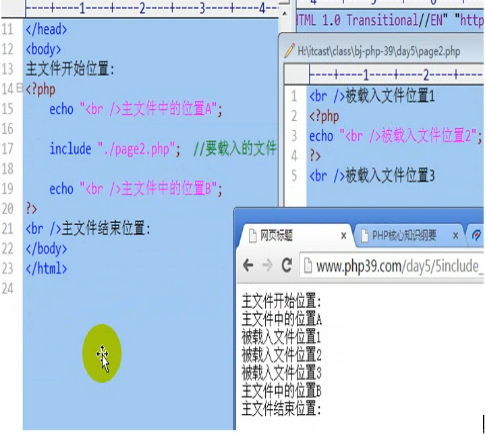 ----+----1----+----2----+----3----+----4--
11 </head>
12 <body>
13 主文件开始位置:
14 <?php
15 echo "<br />主文件中的位置A";
16
17 include "./page2.php"; //要载入的文件
18
19 echo "<br />主文件中的位置B";
20 ?>
21 <br />主文件结束位置:
22 </body>
23 </html>
24
HTML 1.0 Transitional//EN" "http
H:\itcast\class\bj-php-39\day5\page2.php
----+----1----+----2----+----
1 <br />被载入文件位置1
2 <?php
3 echo "<br />被载入文件位置2";
4 ?>
5 <br />被载入文件位置3
网页标题 x PHP核心知识纲要 x
www.php39.com/day5/5include_
主文件开始位置:
主文件中的位置A
被载入文件位置1
被载入文件位置2
被载入文件位置3
主文件中的位置B
主文件结束位置: